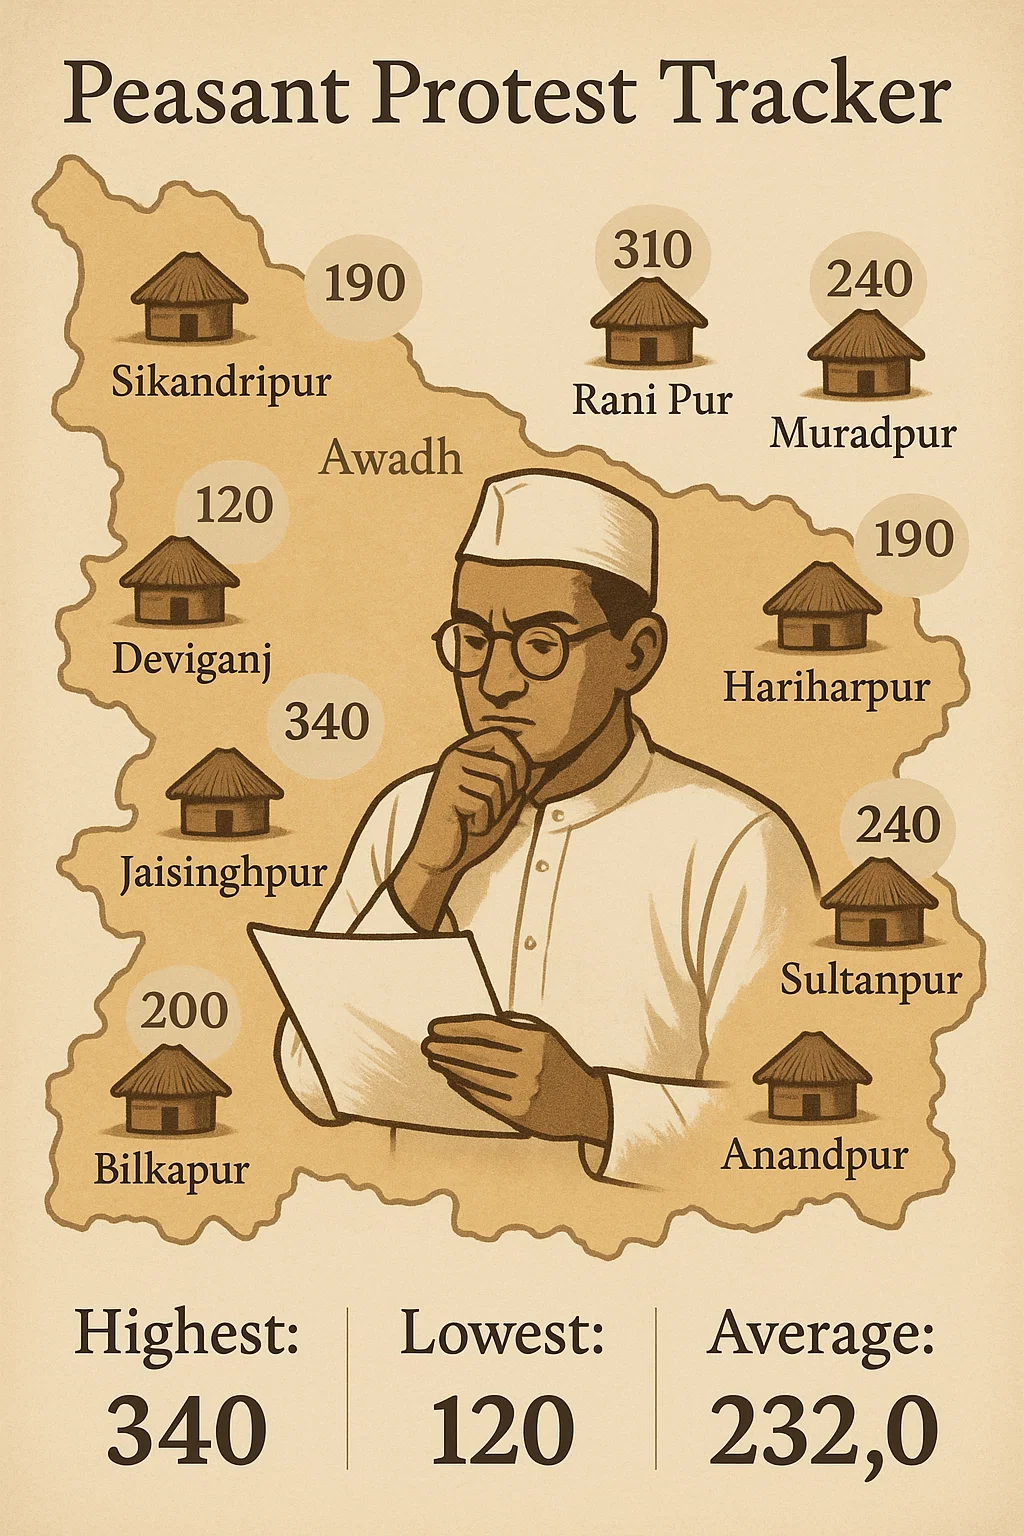 Peasant Protest Tracker
190
Sikandripur
310
Rani Pur
240
Muradpur
Awadh
120
Deviganj
190
Hariharpur
340
Jaisinghpur
240
Sultanpur
200
Bilkapur
Anandpur
Highest:
340
Lowest:
120
Average:
232,0